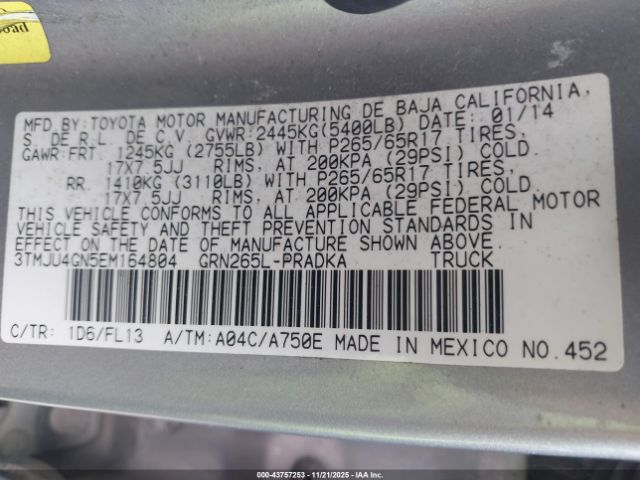 oad
MFD BY: TOYOTA MOTOR MANUFACTURING DE BAJA CALIFORNIA,
S DE R.L DE C.V. GVWR:2445KG(5400LB) DATE: 01/14
GAWR:FRT. 1245KG (2755LB) WITH P265/65R17 TIRES,
17X7.5JJ RIMS, AT 200KPA (29PSI) COLD.
RR. 1410KG (3110LB) WITH P265/65R17 TIRES,
17X7.5JJ RIMS, AT 200KPA (29PSI) COLD.
THIS VEHICLE CONFORMS TO ALL APPLICABLE FEDERAL MOTOR
VEHICLE SAFETY AND THEFT PREVENTION STANDARDS IN
EFFECT ON THE DATE OF MANUFACTURE SHOWN ABOVE.
3TMJU4GN5EM164804 GRN265L-PRADKA TRUCK
C/TR: 1D6/FL13 A/TM:A04C/A750E MADE IN MEXICO NO.452
000-43757253 - 11/21/2025 - IAAI.COM